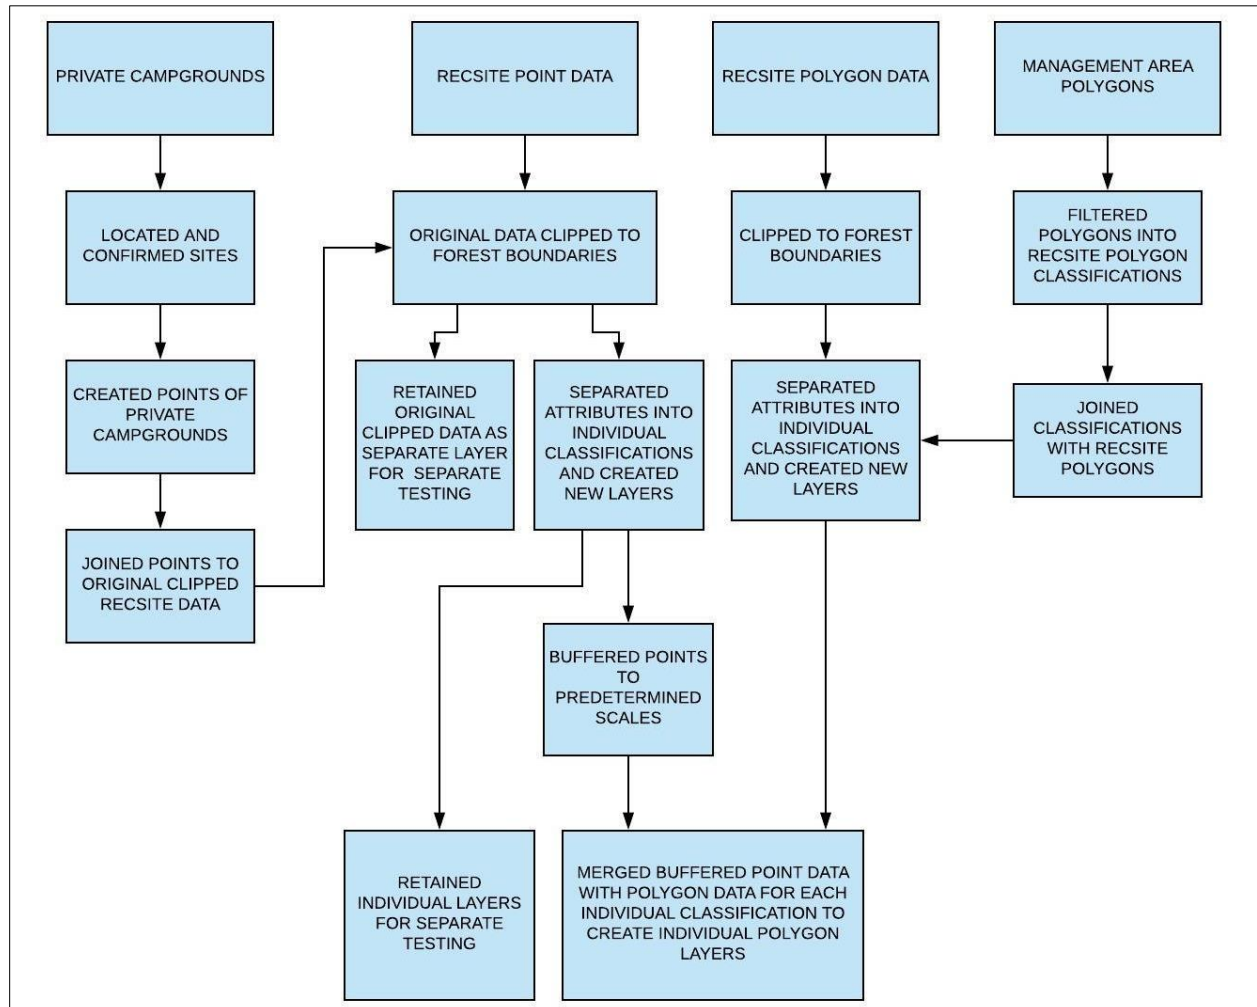 PRIVATE CAMPGROUNDS
RECSITE POINT DATA
RECSITE POLYGON DATA
MANAGEMENT AREA
POLYGONS
LOCATED AND
CONFIRMED SITES
ORIGINAL DATA CLIPPED TO
FOREST BOUNDARIES
CLIPPED TO FOREST
BOUNDARIES
FILTERED
POLYGONS INTO
RECSITE POLYGON
CLASSIFICATIONS
CREATED POINTS OF
PRIVATE
CAMPGROUNDS
RETAINED
ORIGINAL
CLIPPED DATA AS
SEPARATE LAYER
FOR SEPARATE
TESTING
SEPARATED
ATTRIBUTES INTO
INDIVIDUAL
CLASSIFICATIONS
AND CREATED
NEW LAYERS
SEPARATED
ATTRIBUTES INTO
INDIVIDUAL
CLASSIFICATIONS
AND CREATED NEW
LAYERS
JOINED
CLASSIFICATIONS
WITH RECSITE
POLYGONS
JOINED POINTS TO
ORIGINAL CLIPPED
RECSITE DATA
BUFFERED POINTS
TO
PREDETERMINED
SCALES
RETAINED
INDIVIDUAL LAYERS
FOR SEPARATE
TESTING
MERGED BUFFERED POINT DATA
WITH POLYGON DATA FOR EACH
INDIVIDUAL CLASSIFICATION TO
CREATE INDIVIDUAL POLYGON
LAYERS